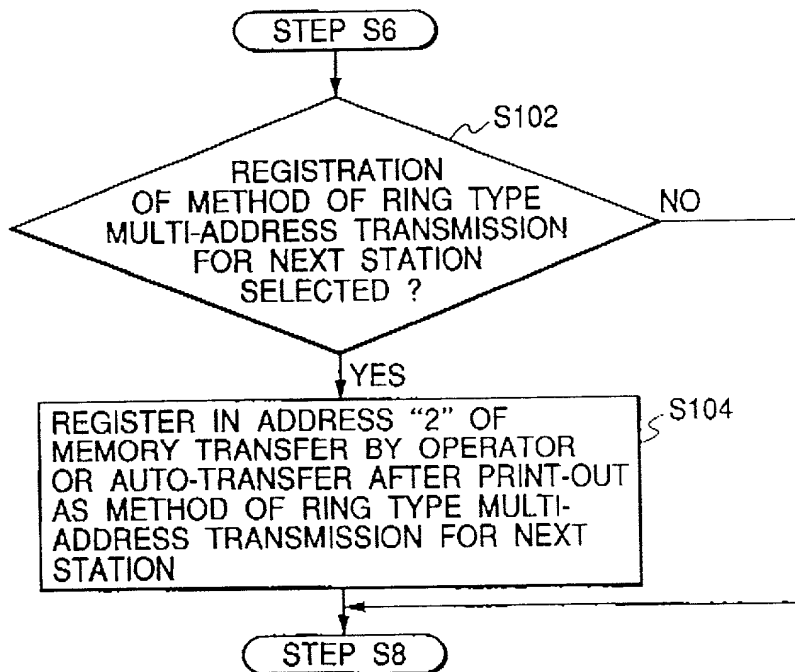 STEP S6
S102
REGISTRATION
OF METHOD OF RING TYPE
MULTI-ADDRESS TRANSMISSION
FOR NEXT STATION
SELECTED ?
NO
YES
S104
REGISTER IN ADDRESS “2” OF
MEMORY TRANSFER BY OPERATOR
OR AUTO-TRANSFER AFTER PRINT-OUT
AS METHOD OF RING TYPE MULTI-
ADDRESS TRANSMISSION FOR NEXT
STATION
STEP S8